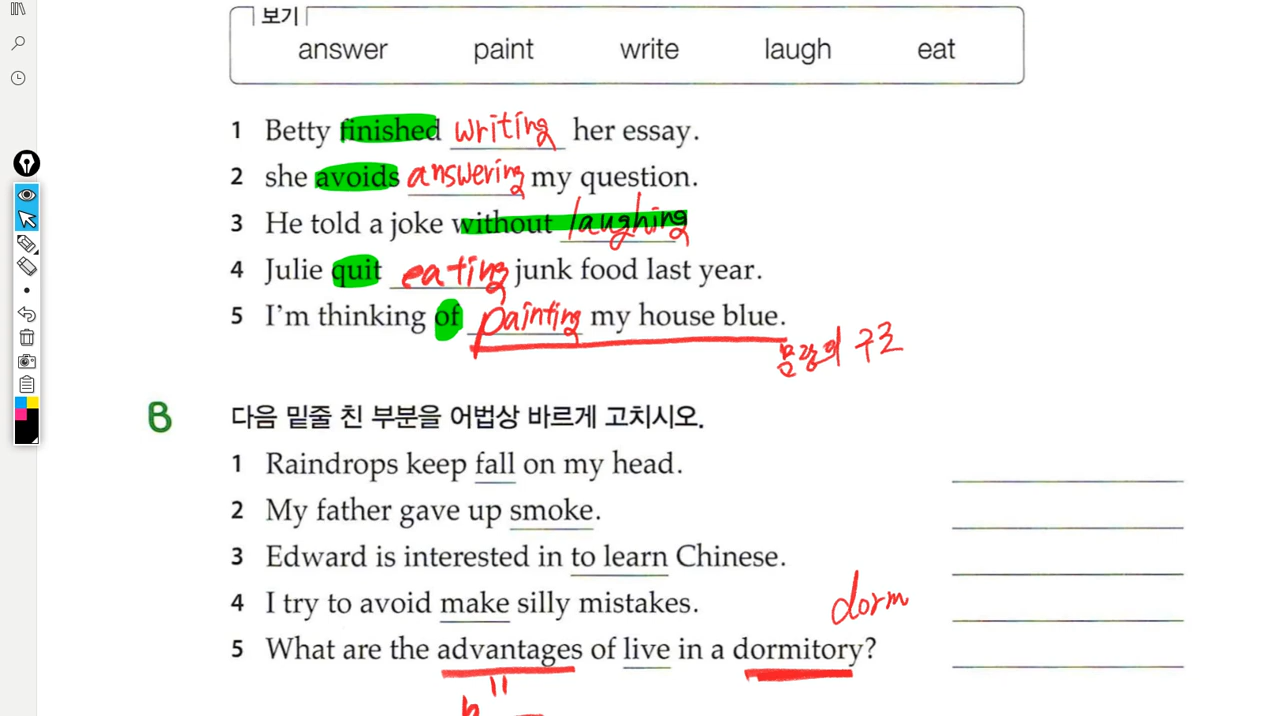 보기
answer paint write laugh eat
1 Betty finished writing her essay.
2 she avoids answering my question.
3 He told a joke without laughing
4 Julie quit eating junk food last year.
5 I'm thinking of painting my house blue.
문장의 구조
B 다음 밑줄 친 부분을 어법상 바르게 고치시오.
1 Raindrops keep fall on my head.
2 My father gave up smoke.
3 Edward is interested in to learn Chinese.
4 I try to avoid make silly mistakes.
dorm
5 What are the advantages of live in a dormitory?